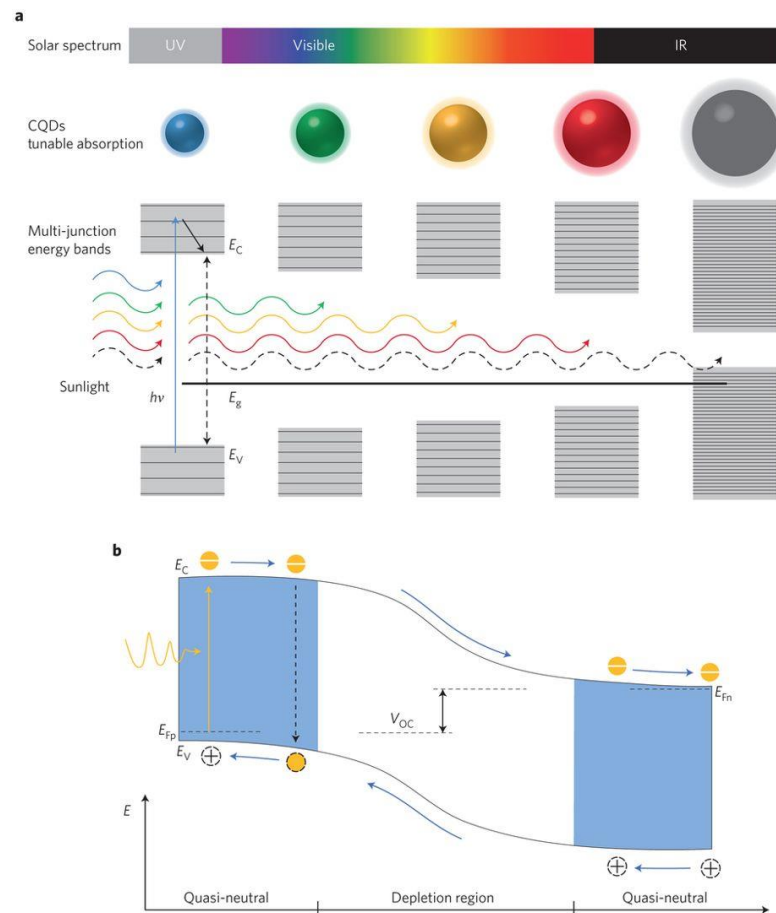 a
Solar spectrum
UV
Visible
IR
CQDs
tunable absorption
Multi-junction
energy bands
E_C
Sunlight
hν
E_g
E_V
b
E_C
E_Fn
V_OC
E_Fp
E_V
E
Quasi-neutral
Depletion region
Quasi-neutral